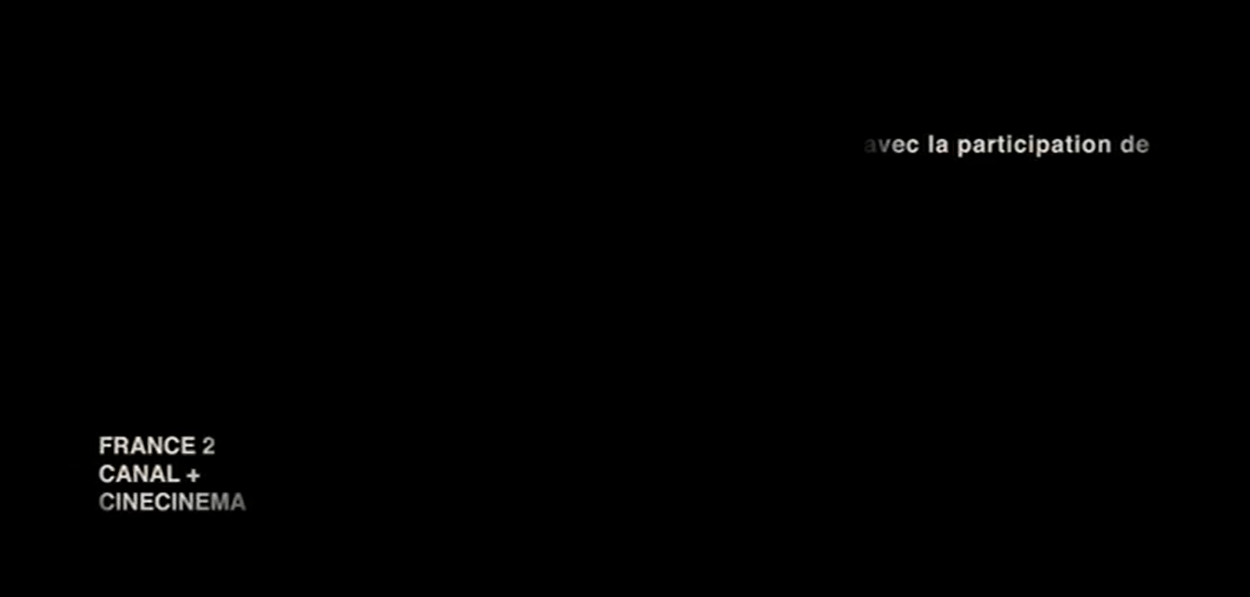 avec la participation de
FRANCE 2
CANAL +
CINECINEMA